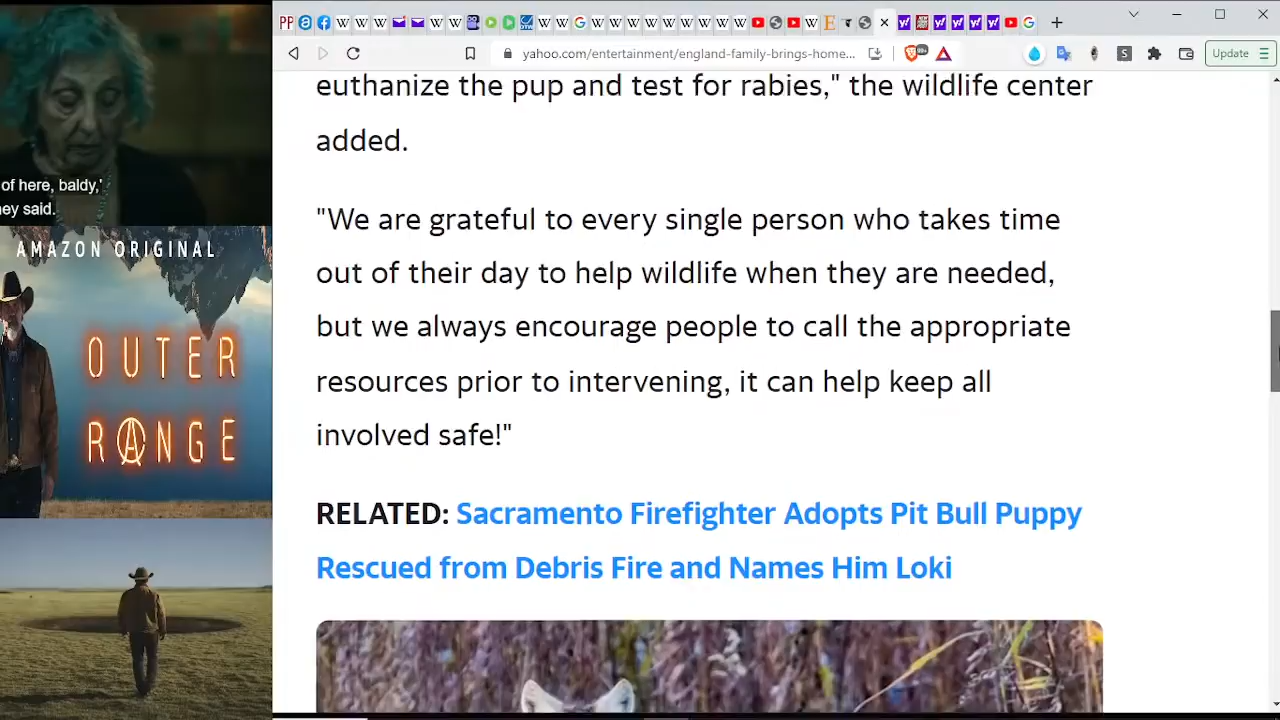 of here, baldy,'
ey said.
AMAZON ORIGINAL
OUTER
RANGE
yahoo.com/entertainment/england-family-brings-home...
99+
S
Update
euthanize the pup and test for rabies," the wildlife center
added.
"We are grateful to every single person who takes time
out of their day to help wildlife when they are needed,
but we always encourage people to call the appropriate
resources prior to intervening, it can help keep all
involved safe!"
RELATED: Sacramento Firefighter Adopts Pit Bull Puppy
Rescued from Debris Fire and Names Him Loki